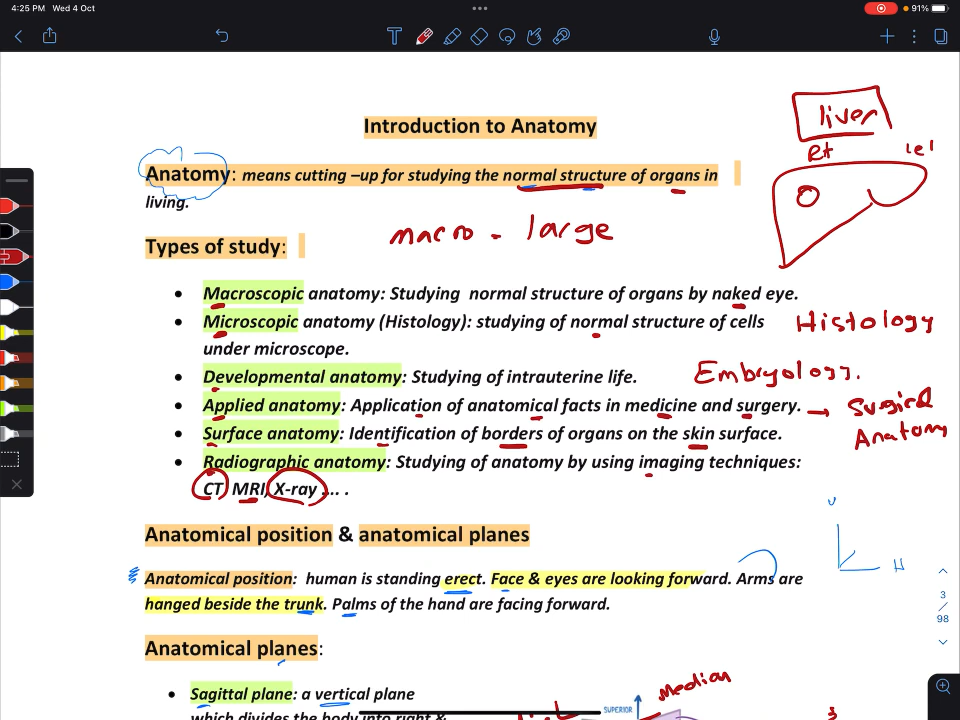 4:25 PM Wed 4 Oct
91%
Introduction to Anatomy
liver
Rt
Anatomy: means cutting –up for studying the normal structure of organs in
living.
macro - large
Types of study:
• Macroscopic anatomy: Studying normal structure of organs by naked eye.
• Microscopic anatomy (Histology): studying of normal structure of cells
under microscope.
Histology
• Developmental anatomy: Studying of intrauterine life.
Embryology.
• Applied anatomy: Application of anatomical facts in medicine and surgery.
Anatomy
• Surface anatomy: Identification of borders of organs on the skin surface.
• Radiographic anatomy: Studying of anatomy by using imaging techniques:
CT, MRI, X-ray .... .
Anatomical position & anatomical planes
H
Anatomical position: human is standing erect. Face & eyes are looking forward. Arms are
hanged beside the trunk. Palms of the hand are facing forward.
3
/
98
Anatomical planes:
• Sagittal plane: a vertical plane
which divides the body into right &
Median
SUPERIOR